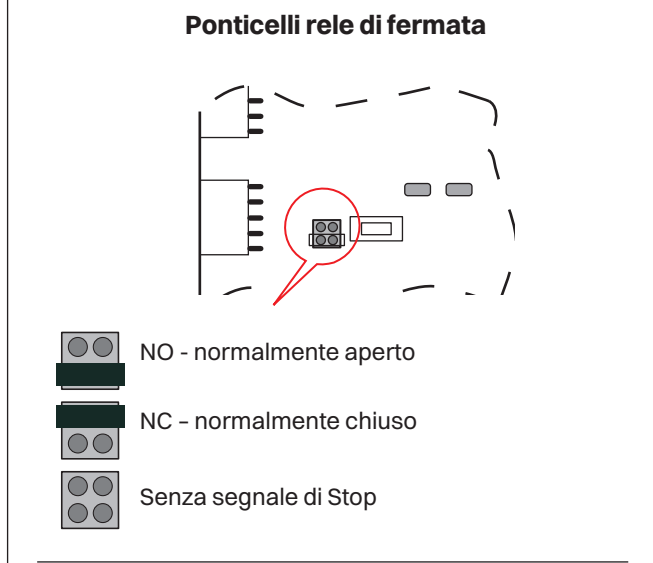 Ponticelli rele di fermata
NO - normalmente aperto
NC – normalmente chiuso
Senza segnale di Stop